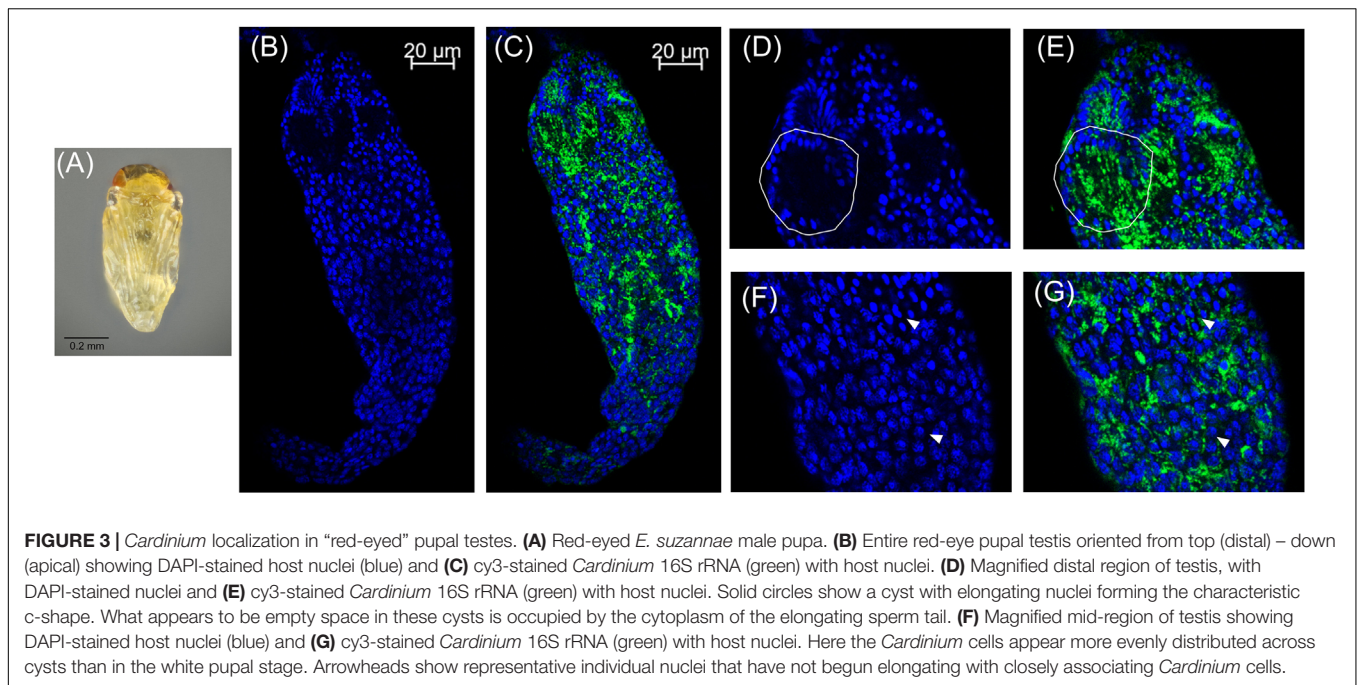 (A)
0.2 mm
(B)
20 µm
(C)
20 µm
(D)
(E)
(F)
(G)
FIGURE 3 | Cardinium localization in “red-eyed” pupal testes. (A) Red-eyed E. suzannae male pupa. (B) Entire red-eye pupal testis oriented from top (distal) – down
(apical) showing DAPI-stained host nuclei (blue) and (C) cy3-stained Cardinium 16S rRNA (green) with host nuclei. (D) Magnified distal region of testis, with
DAPI-stained nuclei and (E) cy3-stained Cardinium 16S rRNA (green) with host nuclei. Solid circles show a cyst with elongating nuclei forming the characteristic
c-shape. What appears to be empty space in these cysts is occupied by the cytoplasm of the elongating sperm tail. (F) Magnified mid-region of testis showing
DAPI-stained host nuclei (blue) and (G) cy3-stained Cardinium 16S rRNA (green) with host nuclei. Here the Cardinium cells appear more evenly distributed across
cysts than in the white pupal stage. Arrowheads show representative individual nuclei that have not begun elongating with closely associating Cardinium cells.